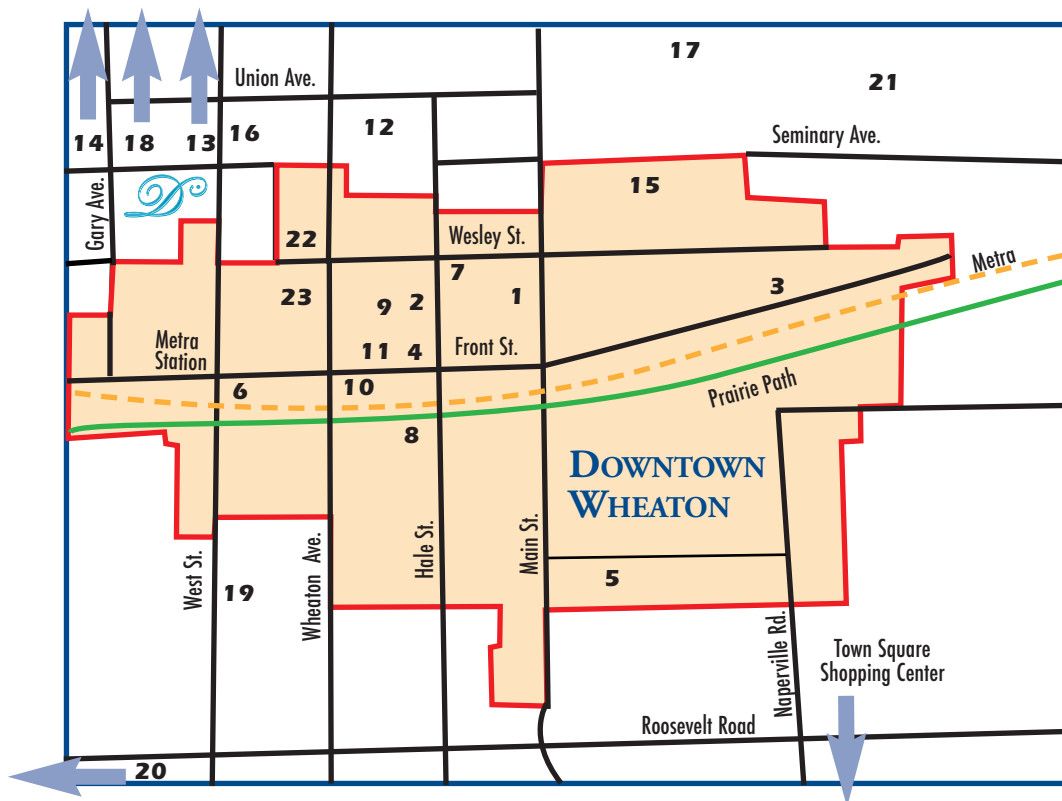 17
Union Ave.
21
12
16
14
18
13
Seminary Ave.
15
Gary Ave.
D
22
Wesley St.
7
Metra
3
23
9
2
1
Metra
Station
11
4
Front St.
6
10
Prairie Path
8
DOWNTOWN
WHEATON
West St.
Wheaton Ave.
Hale St.
Main St.
5
19
Naperville Rd.
Town Square
Shopping Center
Roosevelt Road
20